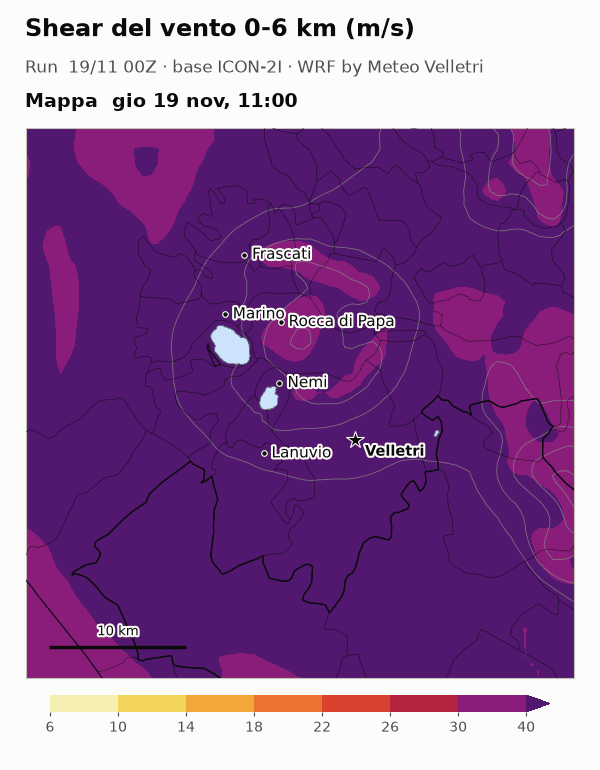 Shear del vento 0-6 km (m/s)
Run  19/11 00Z · base ICON-2I · WRF by Meteo Velletri
Mappa  gio 19 nov, 11:00
Frascati
Marino
Rocca di Papa
Nemi
Velletri
Lanuvio
10 km
6 10 14 18 22 26 30 40